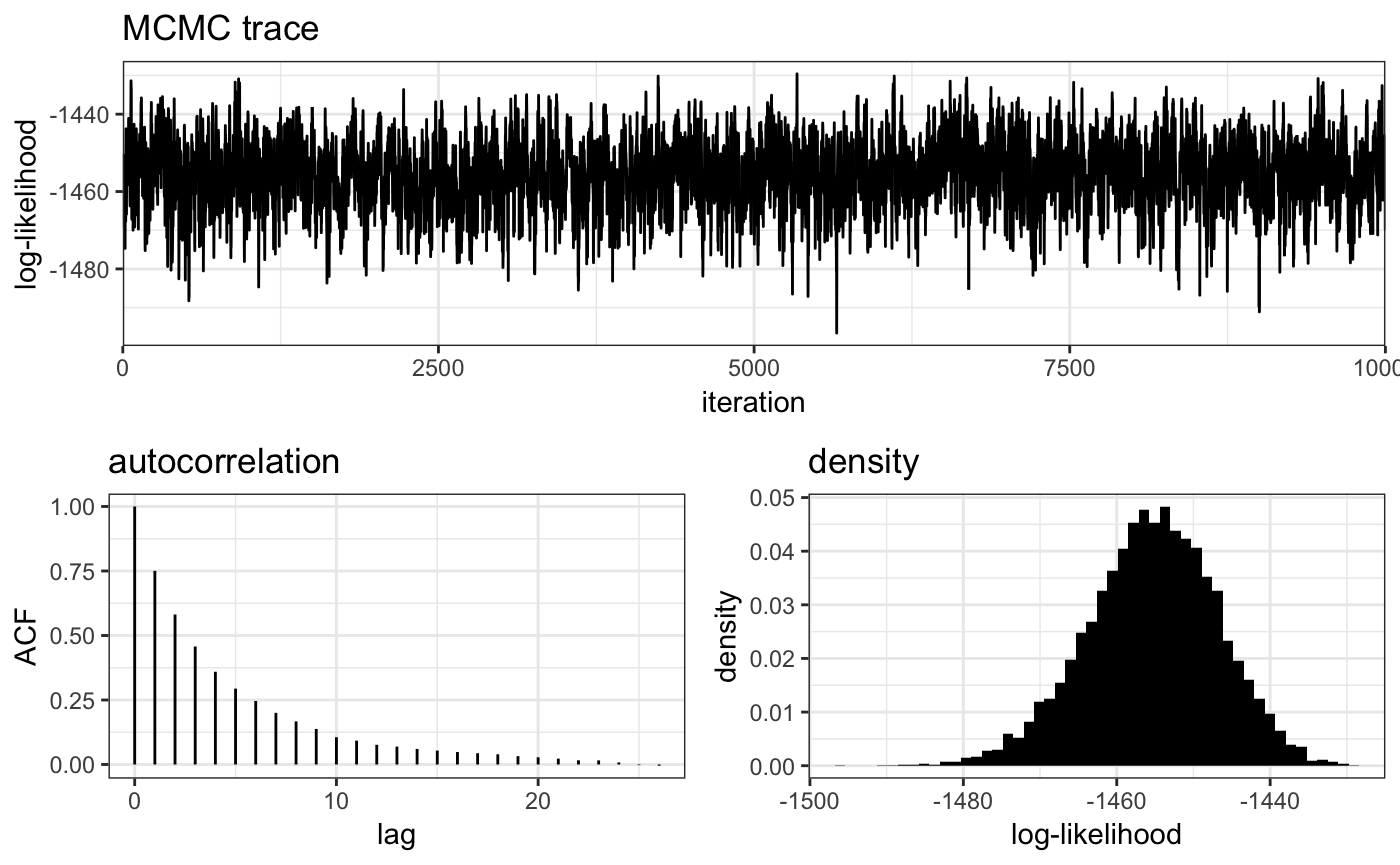 MCMC trace
log-likelihood
-1440
-1460
-1480
0 2500 5000 7500 1000
iteration
autocorrelation
ACF
1.00
0.75
0.50
0.25
0.00
0 10 20
lag
density
density
0.05
0.04
0.03
0.02
0.01
0.00
-1500 -1480 -1460 -1440
log-likelihood